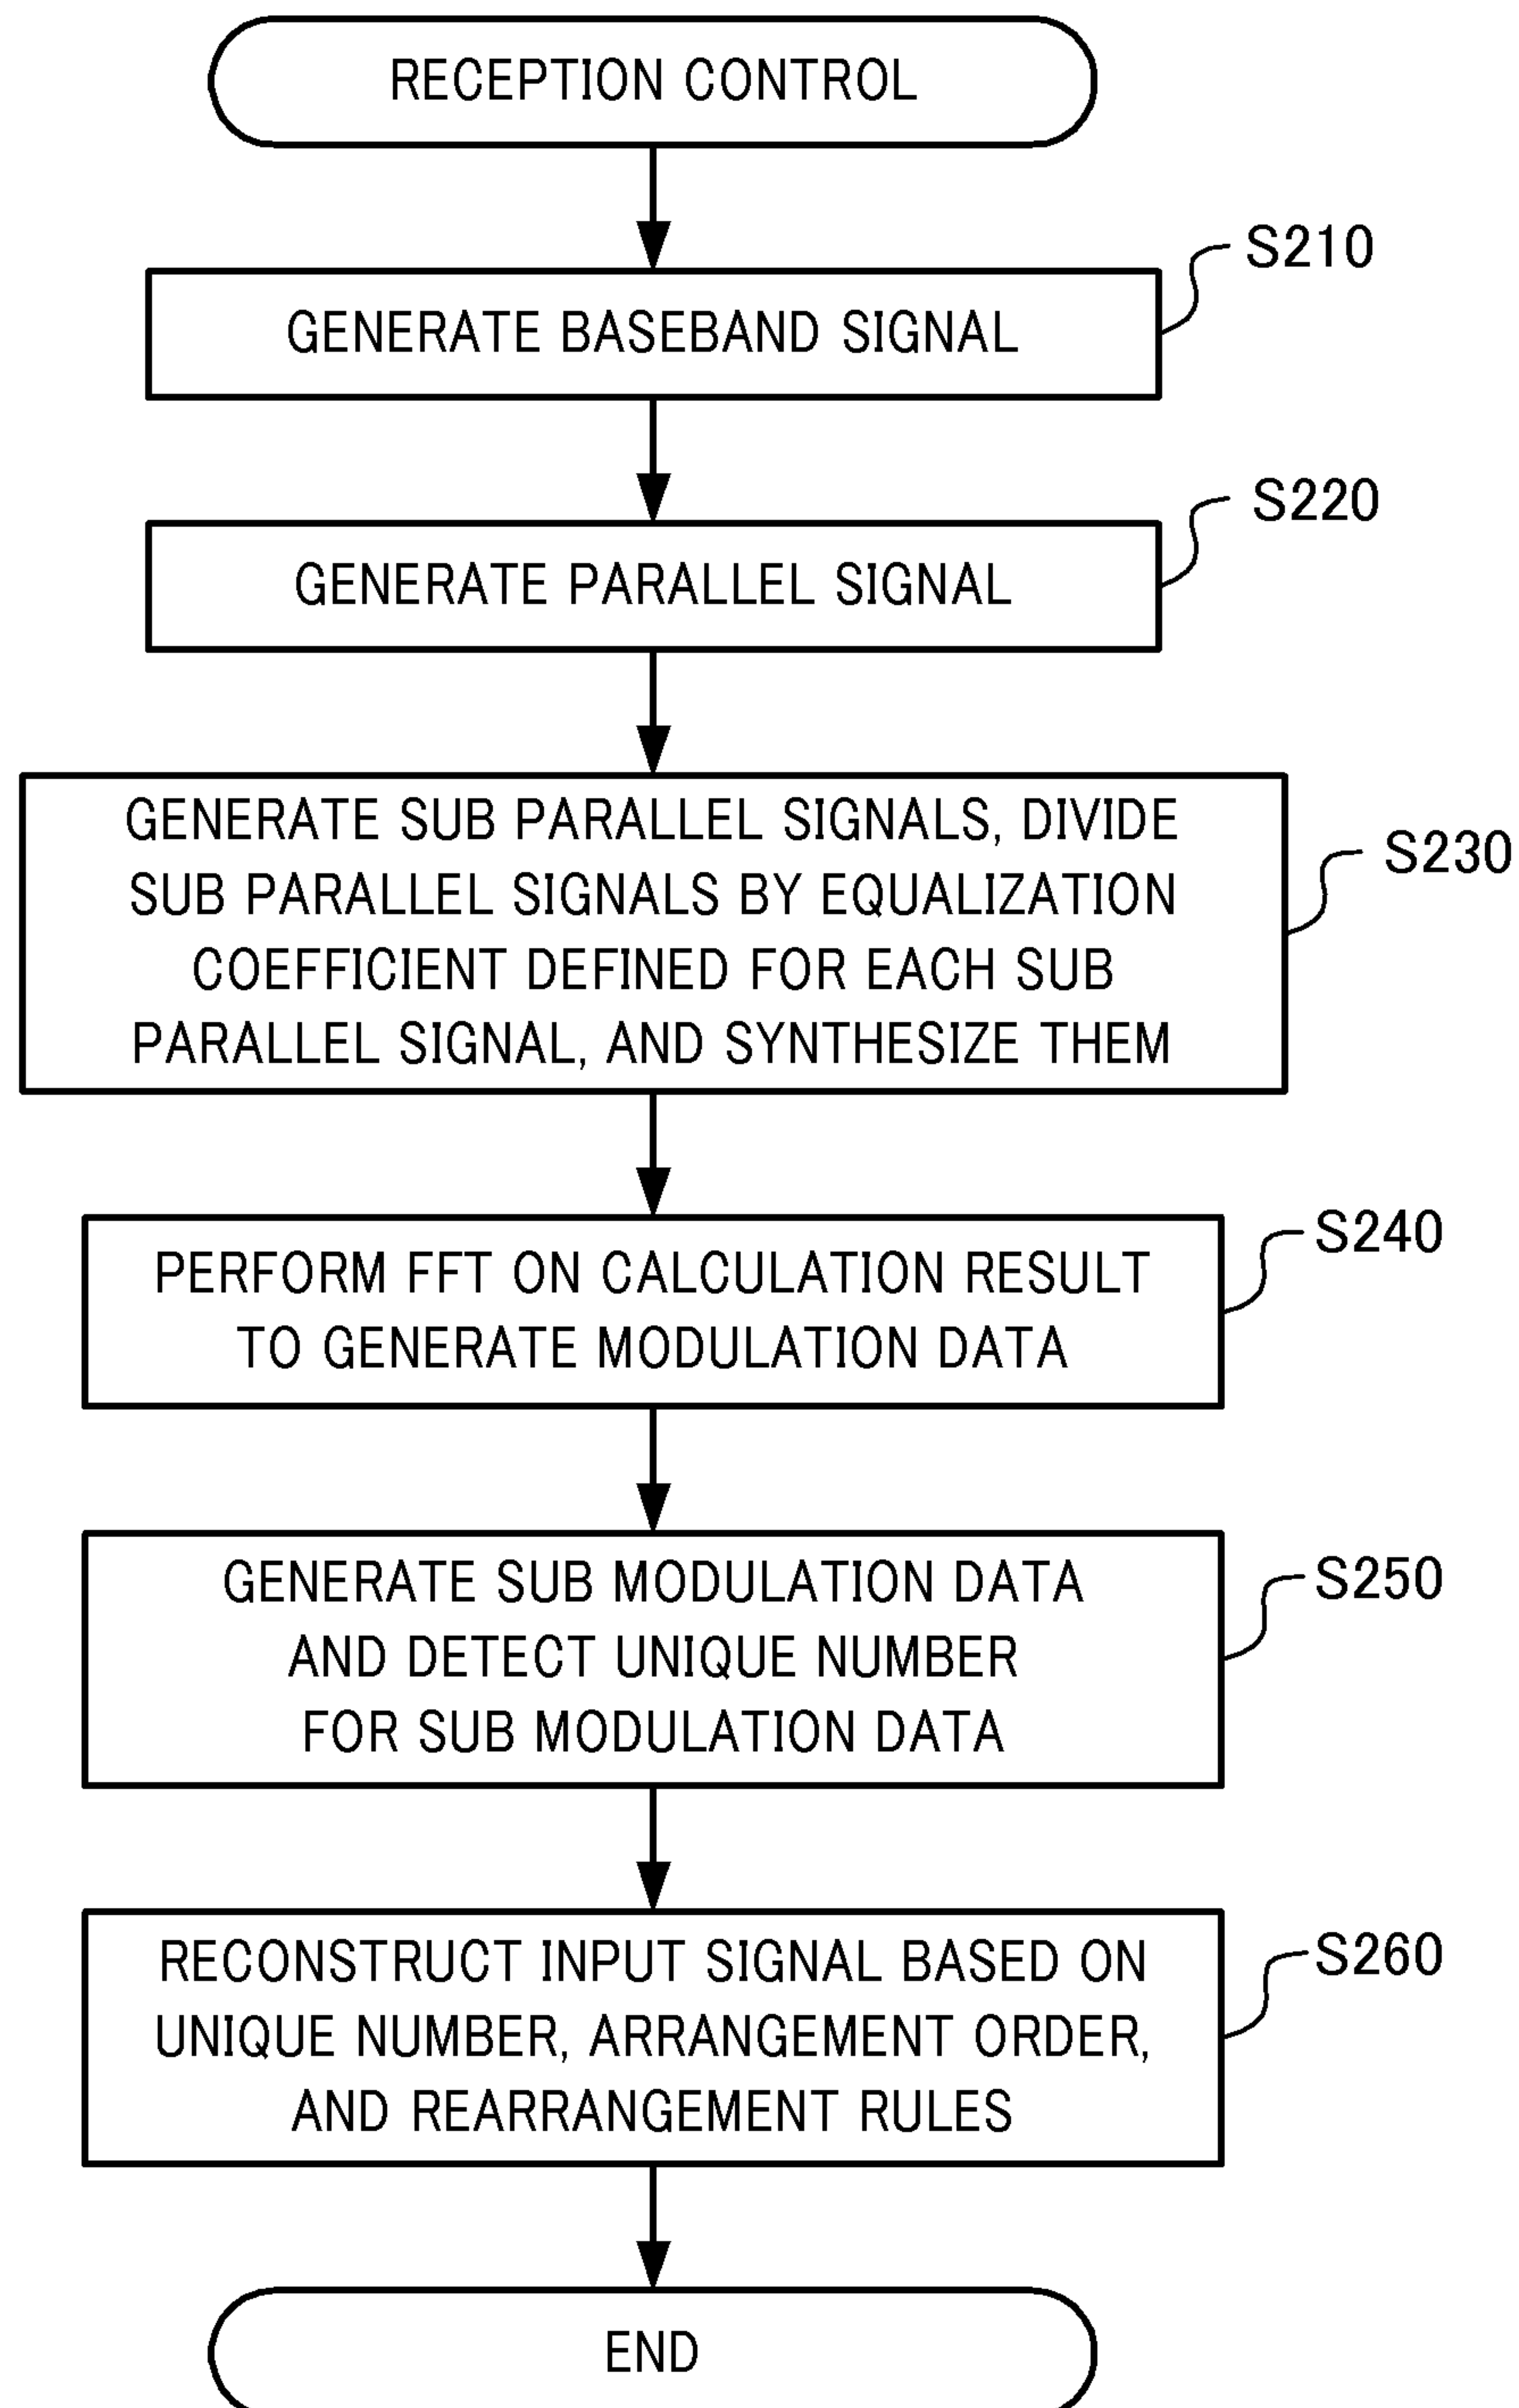 RECEPTION CONTROL
S210
GENERATE BASEBAND SIGNAL
S220
GENERATE PARALLEL SIGNAL
S230
GENERATE SUB PARALLEL SIGNALS, DIVIDE
SUB PARALLEL SIGNALS BY EQUALIZATION
COEFFICIENT DEFINED FOR EACH SUB
PARALLEL SIGNAL, AND SYNTHESIZE THEM
S240
PERFORM FFT ON CALCULATION RESULT
TO GENERATE MODULATION DATA
S250
GENERATE SUB MODULATION DATA
AND DETECT UNIQUE NUMBER
FOR SUB MODULATION DATA
S260
RECONSTRUCT INPUT SIGNAL BASED ON
UNIQUE NUMBER, ARRANGEMENT ORDER,
AND REARRANGEMENT RULES
END